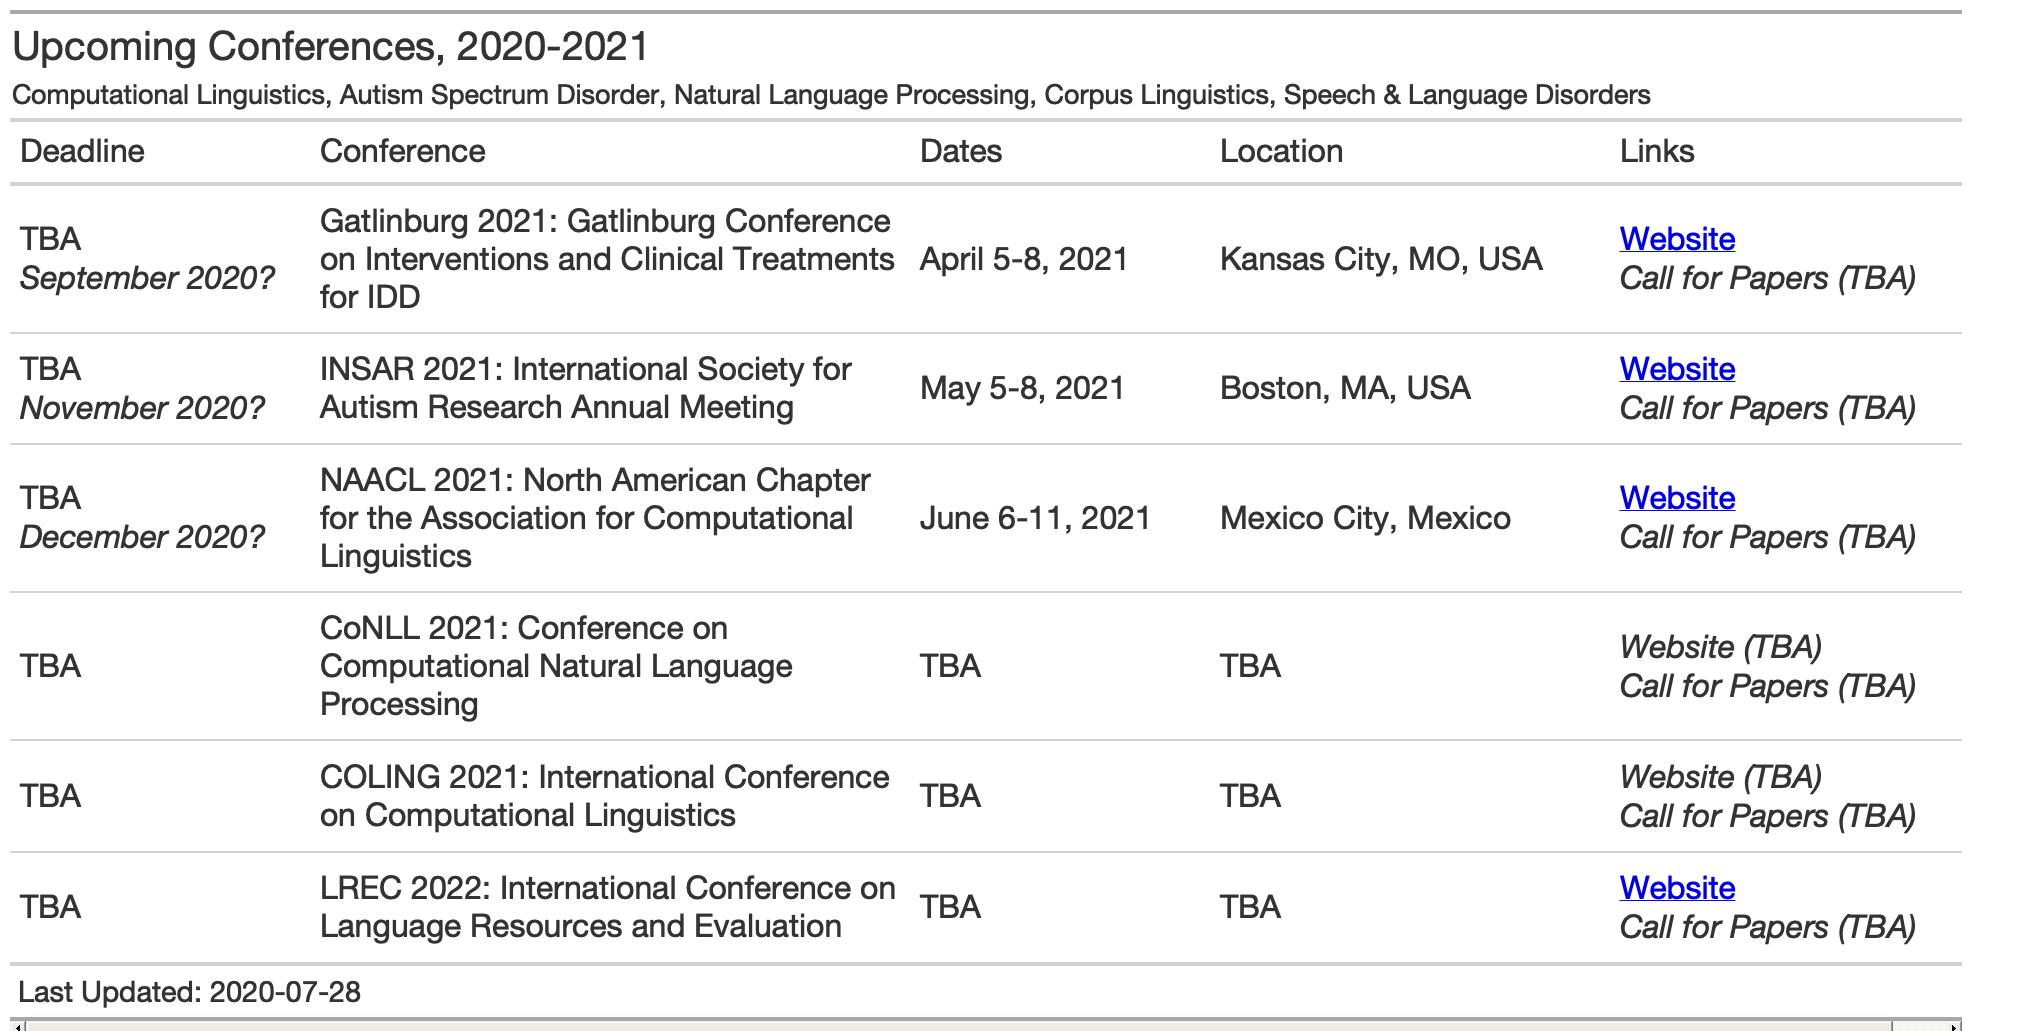 Upcoming Conferences, 2020-2021
Computational Linguistics, Autism Spectrum Disorder, Natural Language Processing, Corpus Linguistics, Speech & Language Disorders
Deadline Conference Dates Location Links
TBA
September 2020?
Gatlinburg 2021: Gatlinburg Conference
on Interventions and Clinical Treatments
for IDD
April 5-8, 2021
Kansas City, MO, USA
Website
Call for Papers (TBA)
TBA
November 2020?
INSAR 2021: International Society for
Autism Research Annual Meeting
May 5-8, 2021
Boston, MA, USA
Website
Call for Papers (TBA)
TBA
December 2020?
NAACL 2021: North American Chapter
for the Association for Computational
Linguistics
June 6-11, 2021
Mexico City, Mexico
Website
Call for Papers (TBA)
TBA
CoNLL 2021: Conference on
Computational Natural Language
Processing
TBA
TBA
Website (TBA)
Call for Papers (TBA)
TBA
COLING 2021: International Conference
on Computational Linguistics
TBA
TBA
Website (TBA)
Call for Papers (TBA)
TBA
LREC 2022: International Conference on
Language Resources and Evaluation
TBA
TBA
Website
Call for Papers (TBA)
Last Updated: 2020-07-28